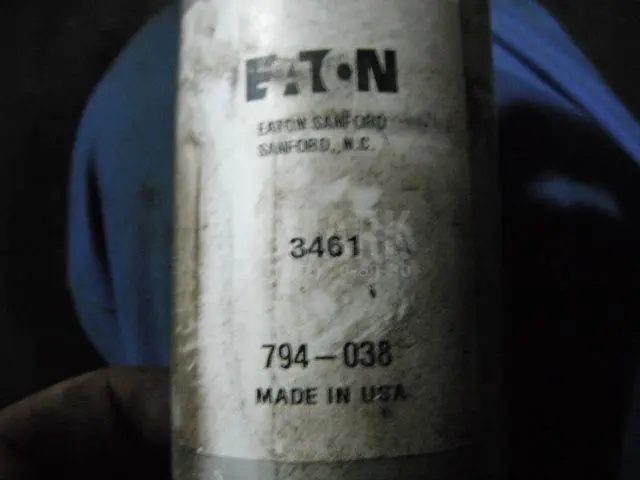 EATON
EATON SANFORD
SANFORD, N.C.
3461
794-038
MADE IN USA